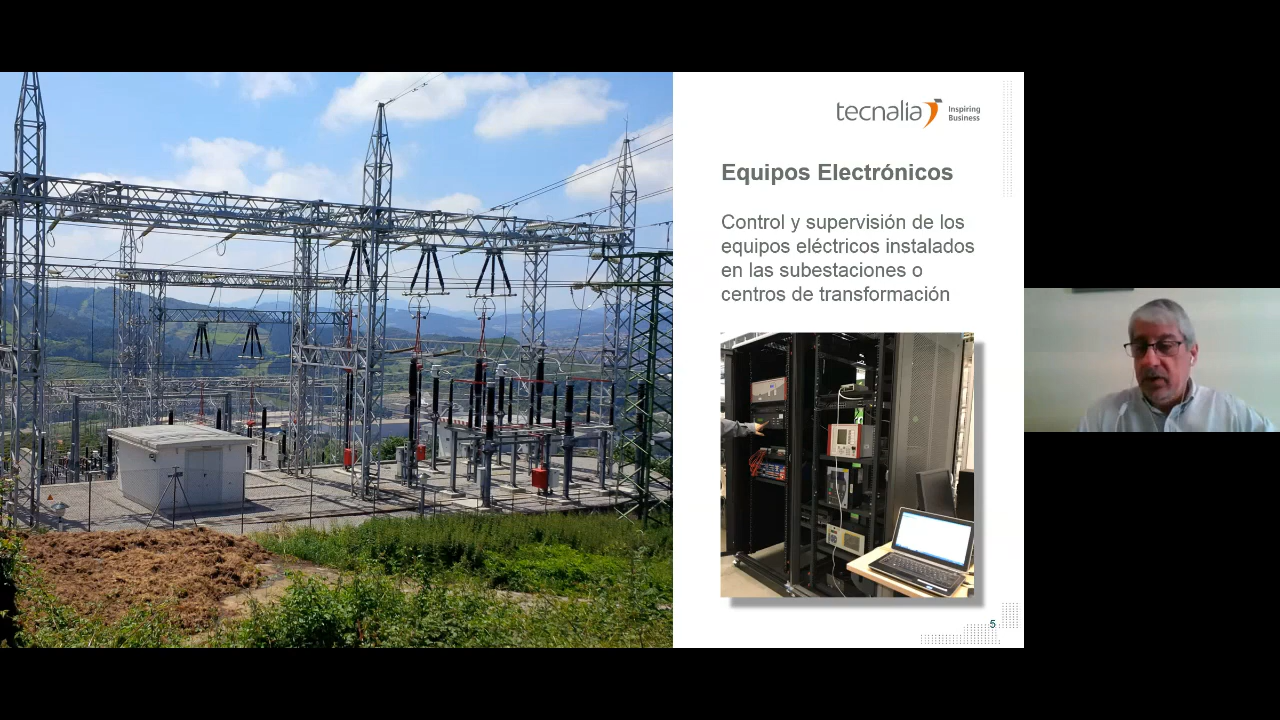 tecnalia
Inspiring
Business
Equipos Electrónicos
Control y supervisión de los
equipos eléctricos instalados
en las subestaciones o
centros de transformación
5